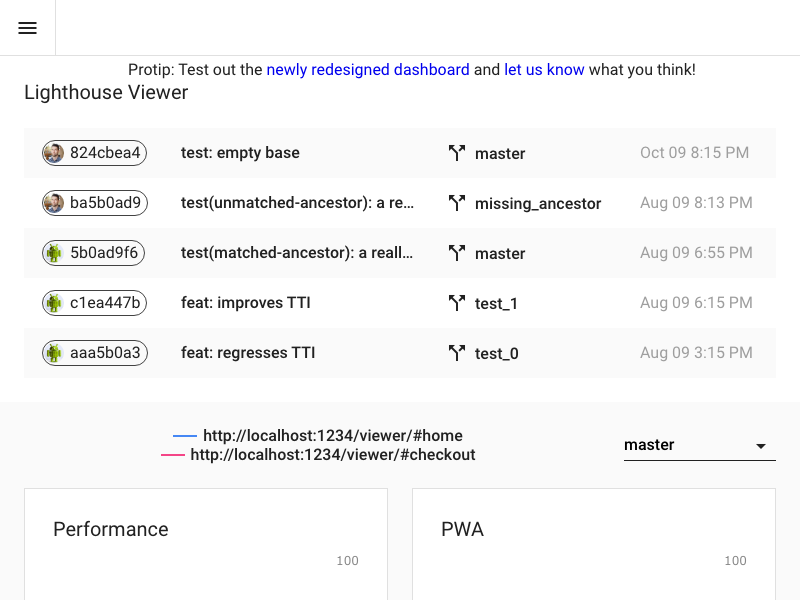 Protip: Test out the newly redesigned dashboard and let us know what you think!
Lighthouse Viewer
824cbea4 test: empty base master Oct 09 8:15 PM
ba5b0ad9 test(unmatched-ancestor): a re... missing_ancestor Aug 09 8:13 PM
5b0ad9f6 test(matched-ancestor): a reall... master Aug 09 6:55 PM
c1ea447b feat: improves TTI test_1 Aug 09 6:15 PM
aaa5b0a3 feat: regresses TTI test_0 Aug 09 3:15 PM
http://localhost:1234/viewer/#home
http://localhost:1234/viewer/#checkout
master
Performance
100
PWA
100